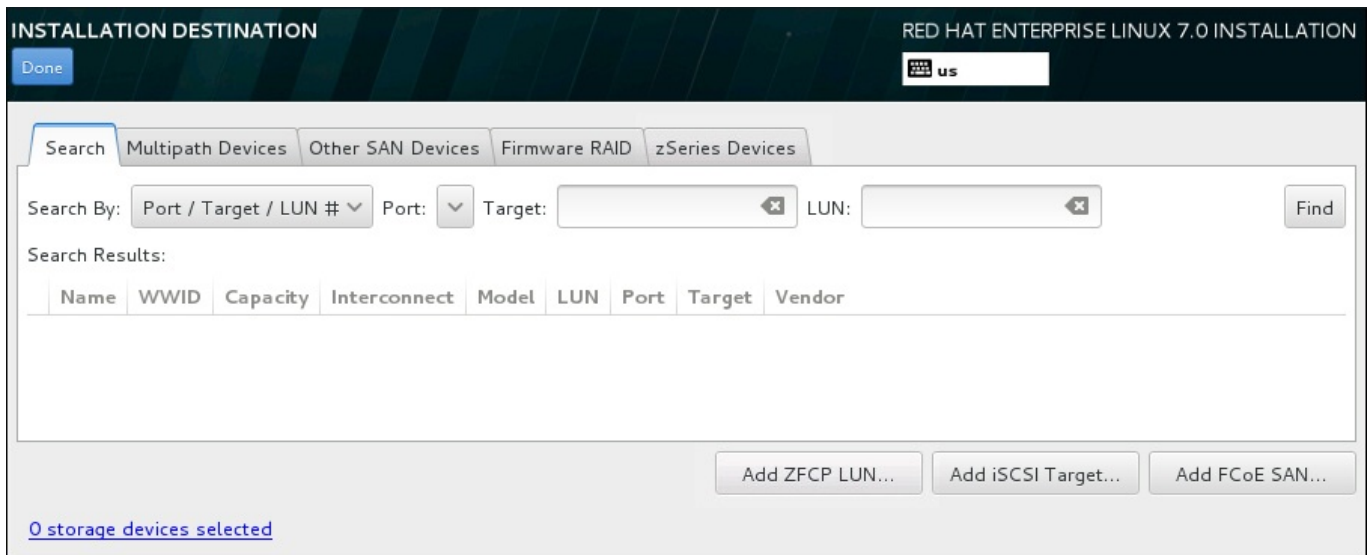 INSTALLATION DESTINATION
RED HAT ENTERPRISE LINUX 7.0 INSTALLATION
Done
us
Search Multipath Devices Other SAN Devices Firmware RAID zSeries Devices
Search By: Port / Target / LUN # Port: Target: LUN: Find
Search Results:
Name WWID Capacity Interconnect Model LUN Port Target Vendor
Add ZFCP LUN... Add iSCSI Target... Add FCoE SAN...
0 storage devices selected